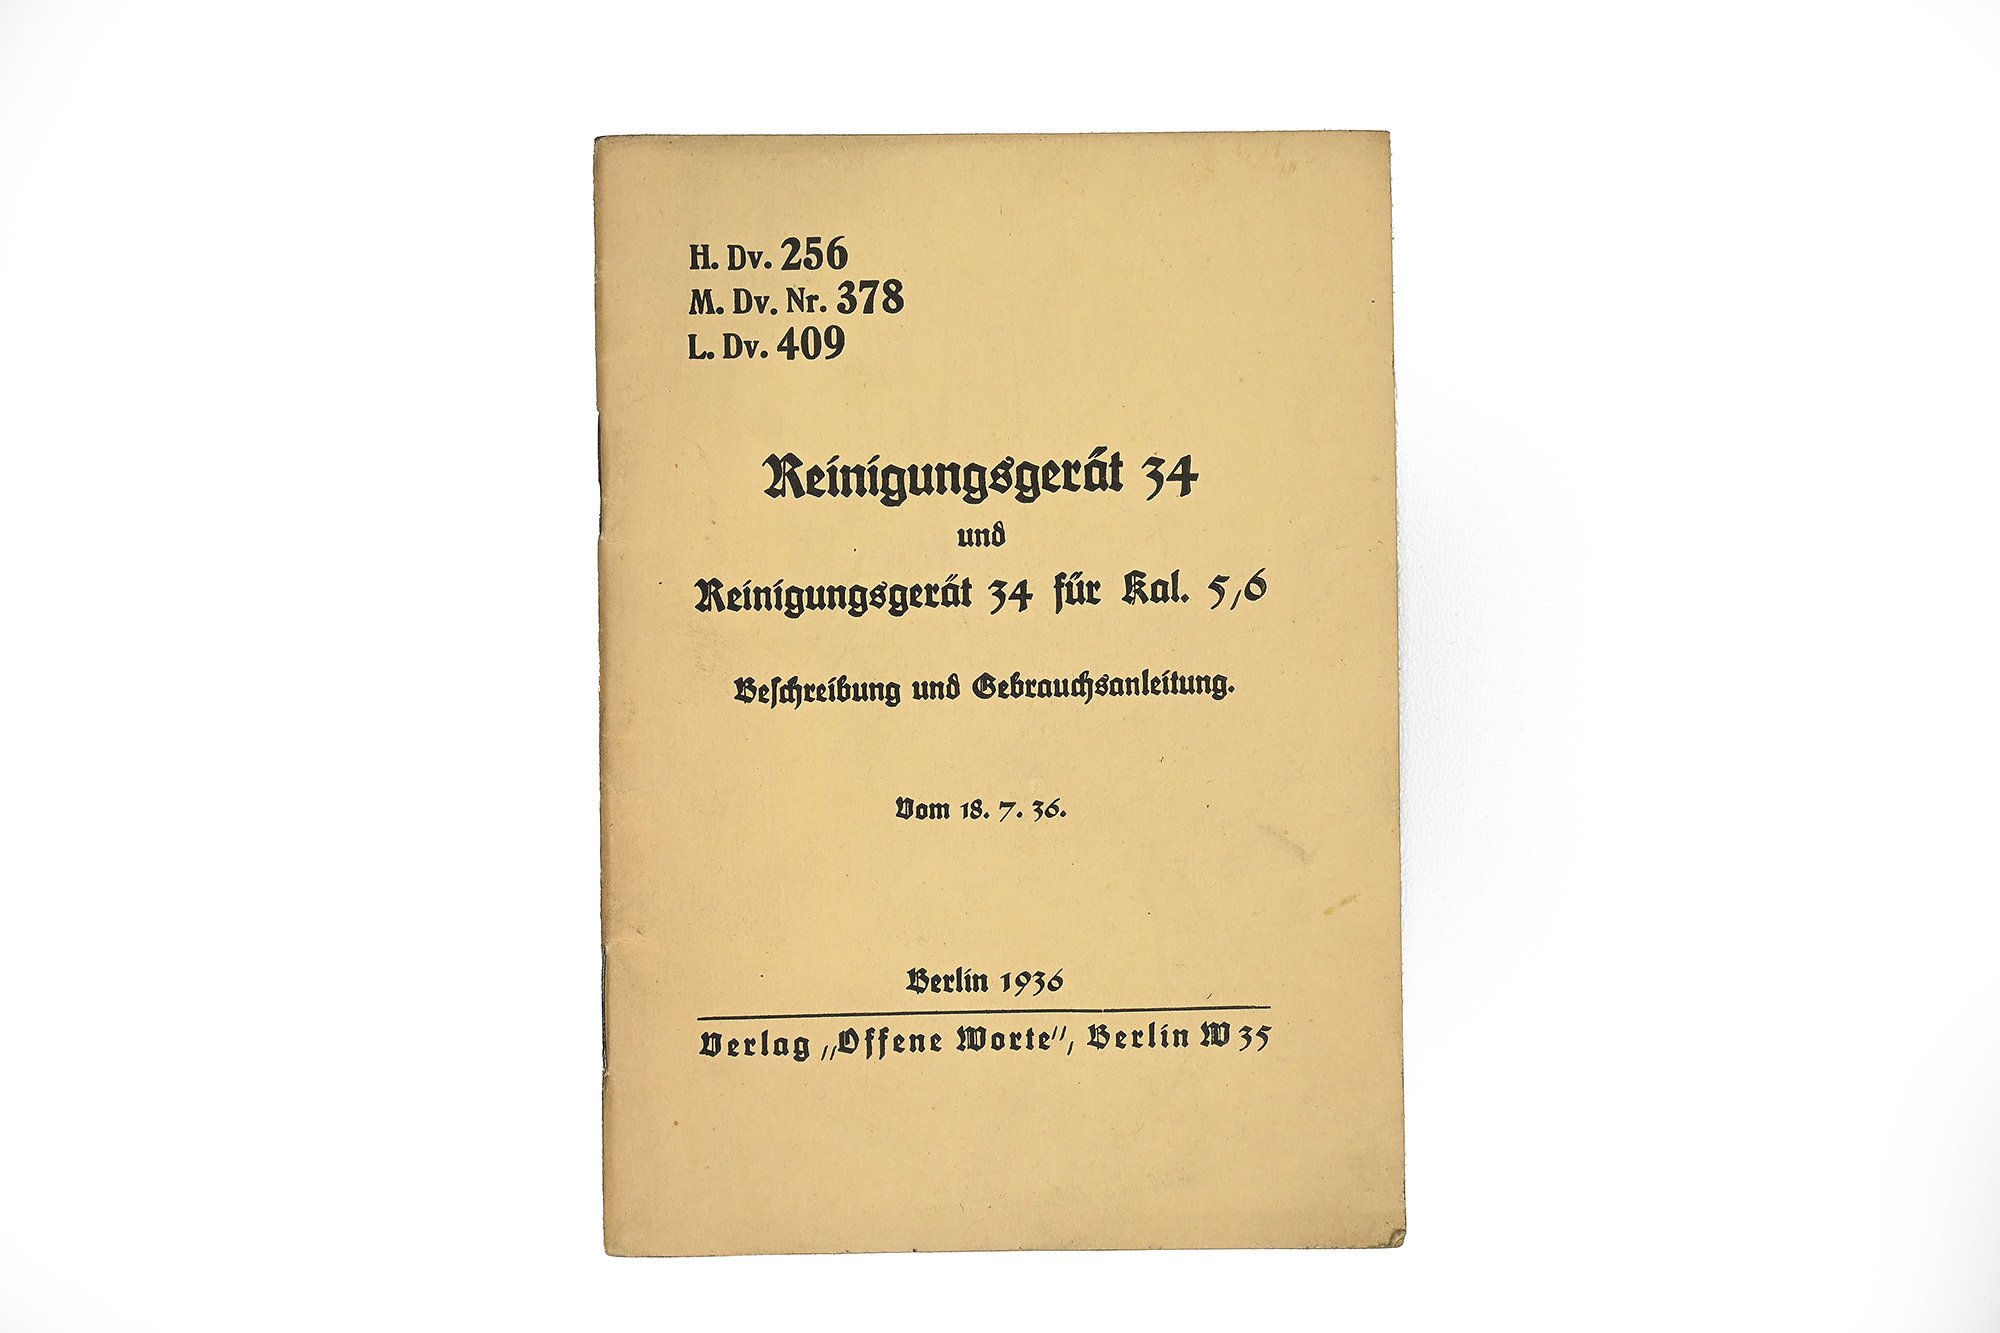 H. Dv. 256
M. Dv. Nr. 378
L. Dv. 409
Reinigungsgerät 34
und
Reinigungsgerät 34 für Kal. 5,6
Beſchreibung und Gebrauchsanleitung.
Vom 18. 7. 36.
Berlin 1936
Verlag „Offene Worte“, Berlin W 35